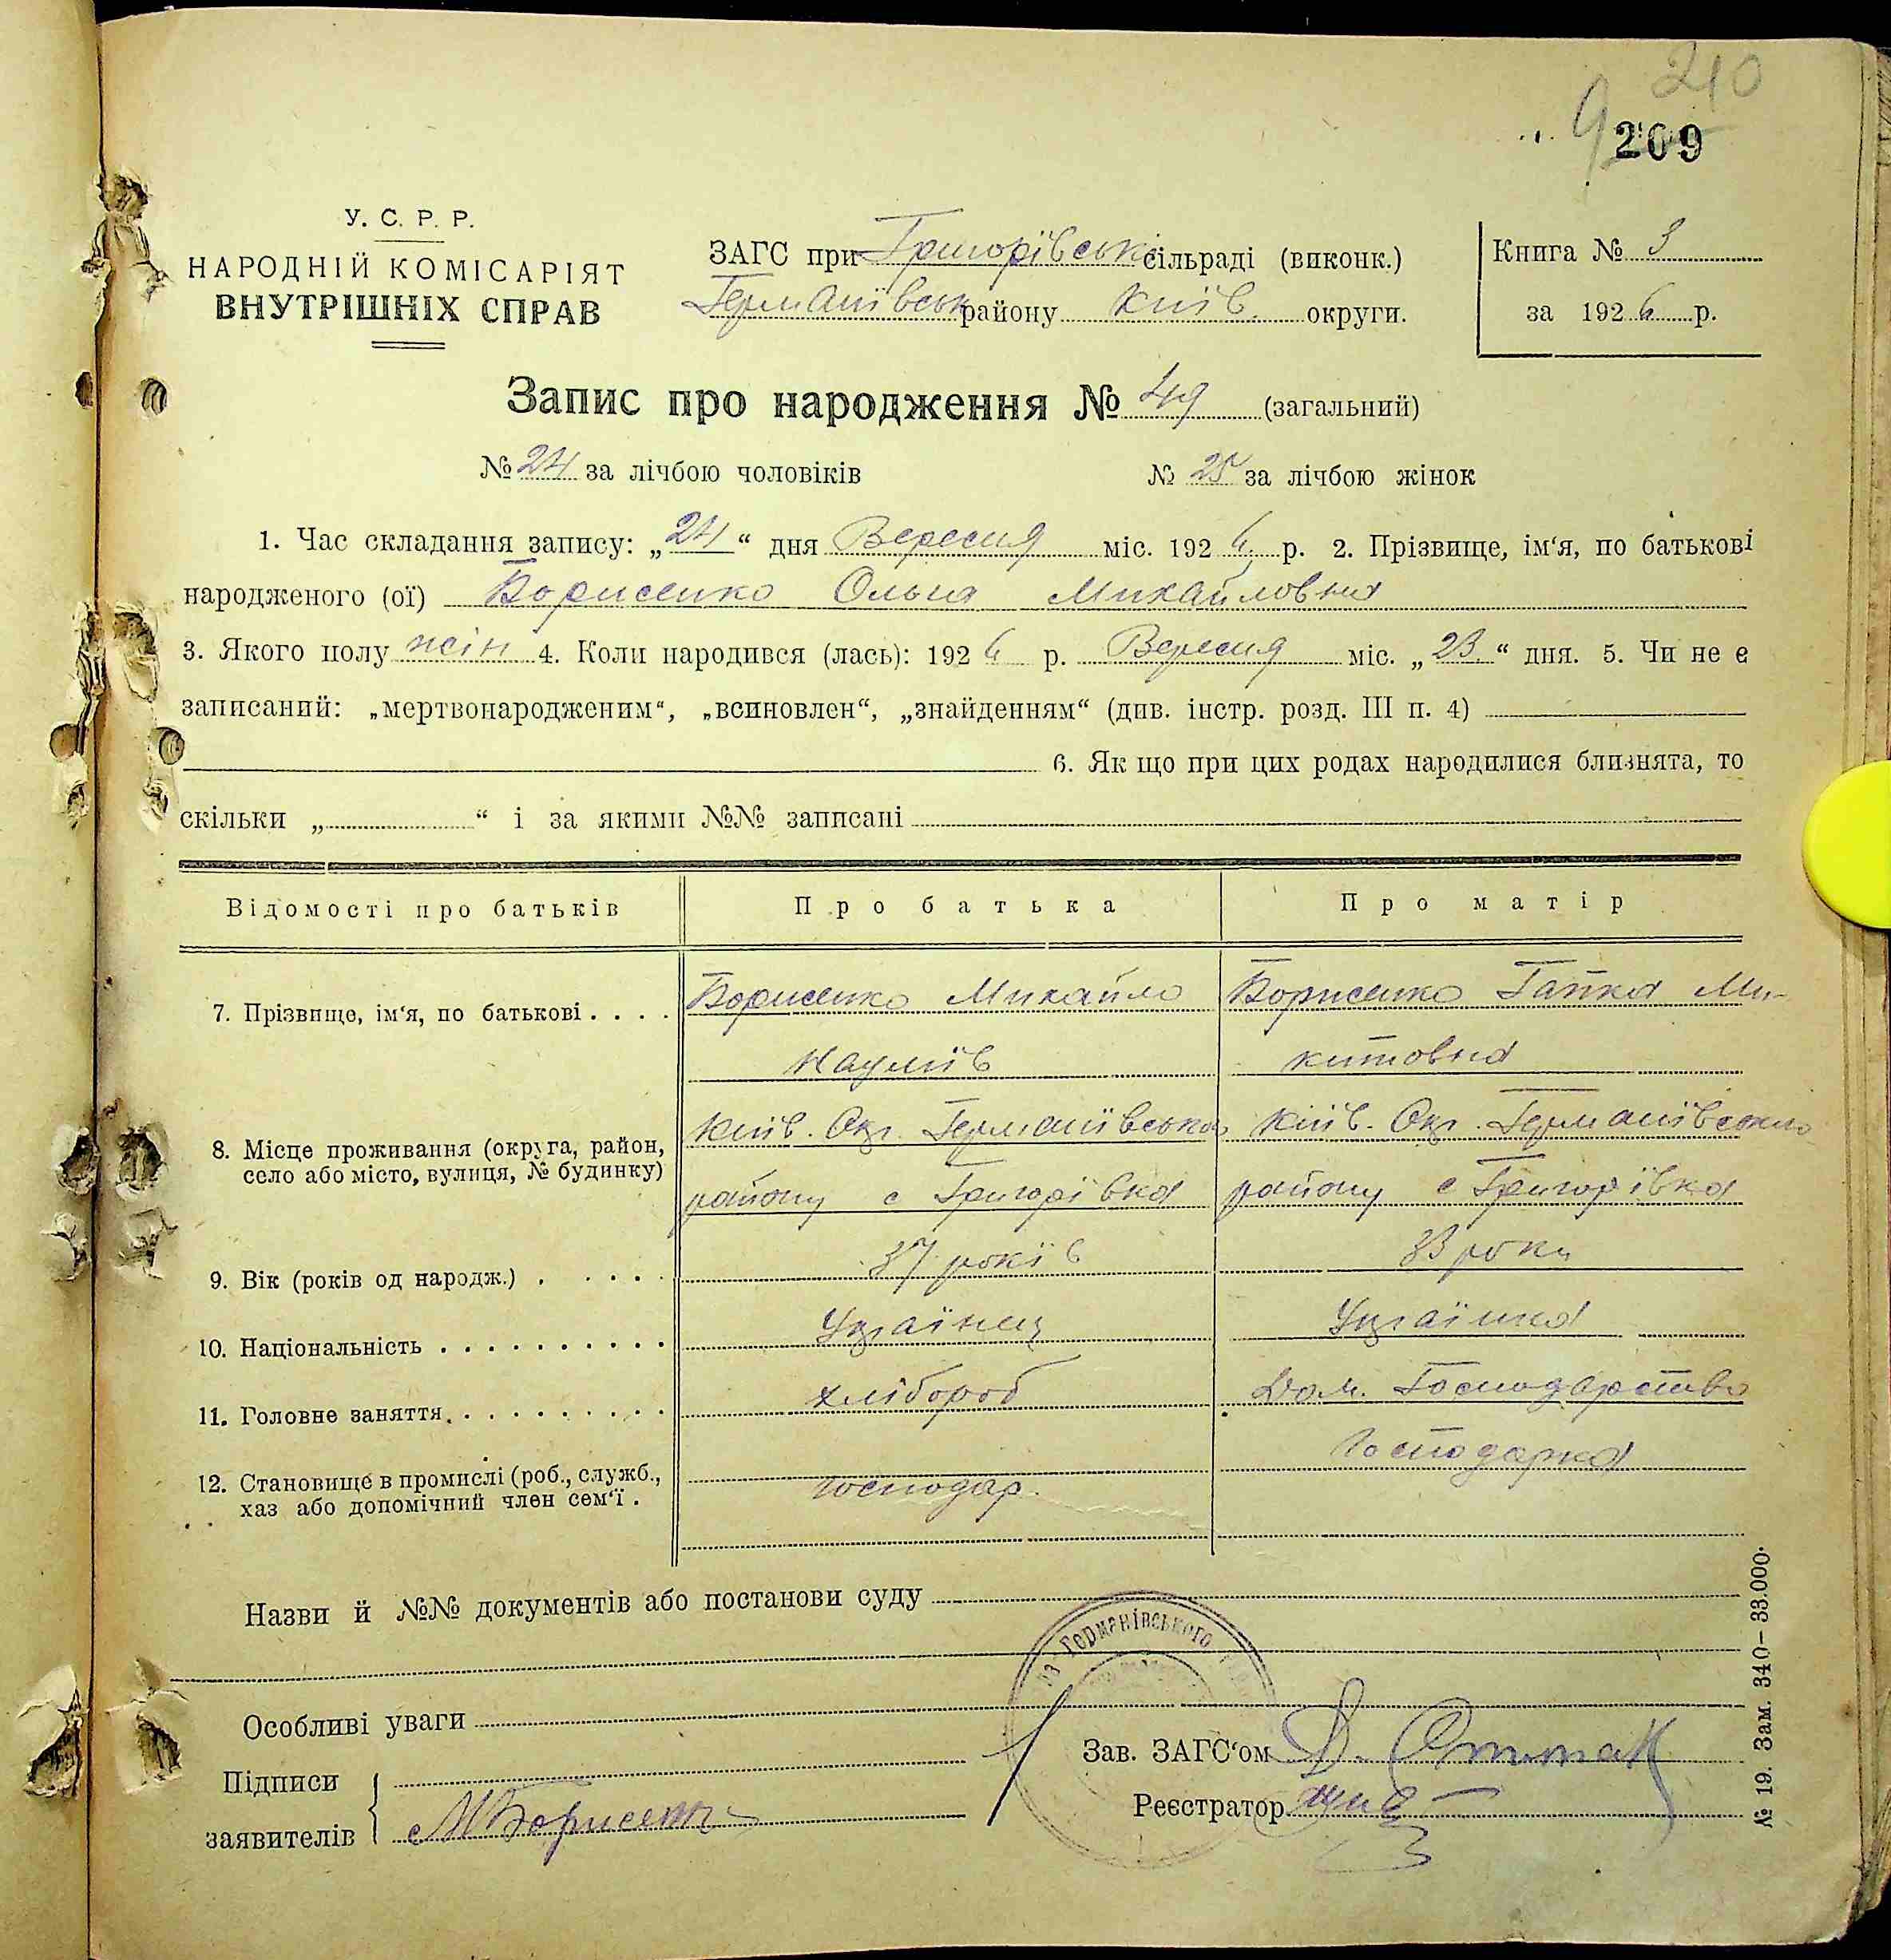 210
9
209
У. С. Р. Р.
НАРОДНІЙ КОМІСАРІЯТ
ВНУТРІШНІХ СПРАВ
ЗАГС при Григорівські сільраді (виконк.)
Германівськ району Київ. округи.
Книга № 3
за 1926 р.
Запис про народження № 49 (загальний)
№ 24 за лічбою чоловіків № 25 за лічбою жінок
1. Час складання запису: „24“ дня Вересня міс. 1926 р. 2. Прізвище, ім‘я, по батькові
народженого (ої) Борисенко Ольга Михайловна
3. Якого полу жін 4. Коли народився (лась): 1926 р. Вересня міс. „23“ дня. 5. Чи не є
записаний: „мертвонародженим“, „всиновлен“, „знайденням“ (див. інстр. розд. III п. 4)
6. Як що при цих родах народилися близнята, то
скільки „ “ і за якими №№ записані
Відомості про батьків Про батька Про матір
7. Прізвище, ім‘я, по батькові . . . . Борисенко Михайло Наумів Борисенко Гапка Микитовна
8. Місце проживання (округа, район, село або місто, вулиця, № будинку) Київ. Окр. Германівсько району с Григорівка Київ. Окр. Германівсько району с Григорівка
9. Вік (років од народж.) . . . . . 37 років 33 роки
10. Національність . . . . . . . . . . Українец Українка
11. Головне заняття. . . . . . . . . . хлібороб Дом. Господарство
12. Становище в промислі (роб., служб., хаз або допомічний член сем‘ї . господар. Господарка
Назви й №№ документів або постанови суду
Германівського
Особливі уваги
Підписи
заявителів
М Борисенко
Зав. ЗАГС‘ом Д.
Реєстратор
№ 19. Зам. 340–33.000.